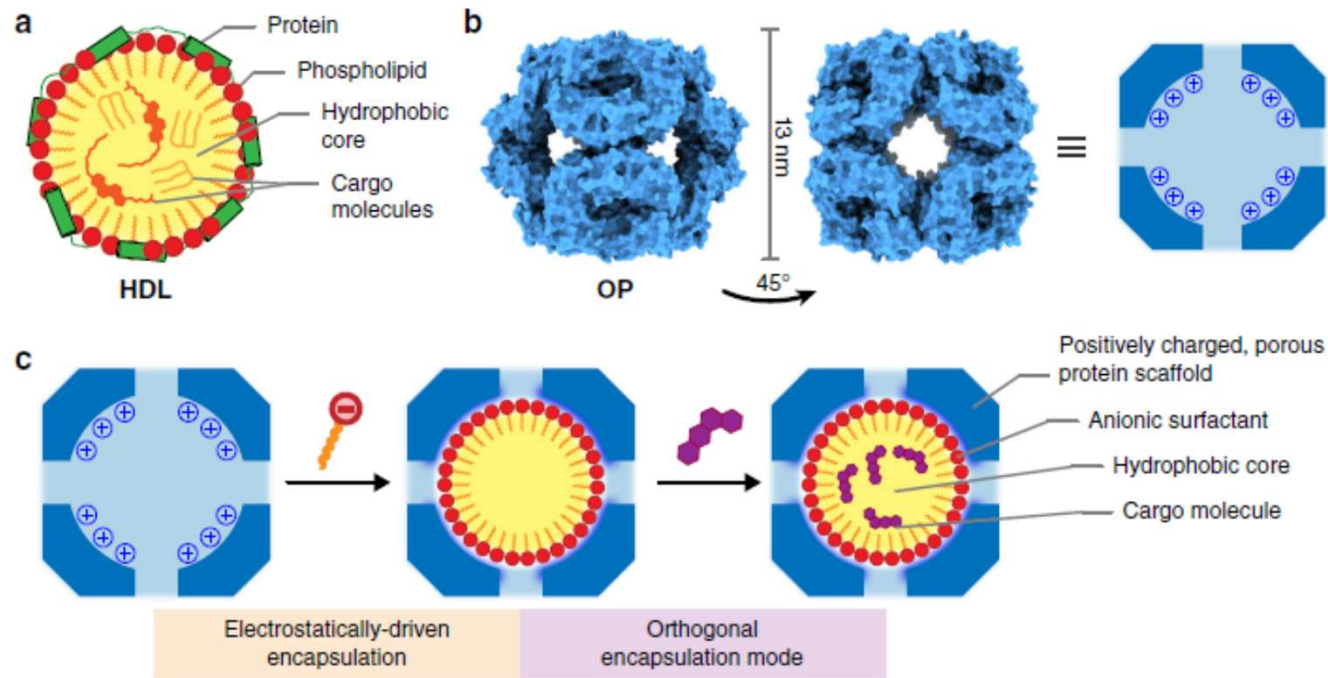 a
Protein
Phospholipid
Hydrophobic
core
Cargo
molecules
HDL
b
13 nm
≡
OP
45°
c
Positively charged, porous
protein scaffold
Anionic surfactant
Hydrophobic core
Cargo molecule
Electrostatically-driven
encapsulation
Orthogonal
encapsulation mode